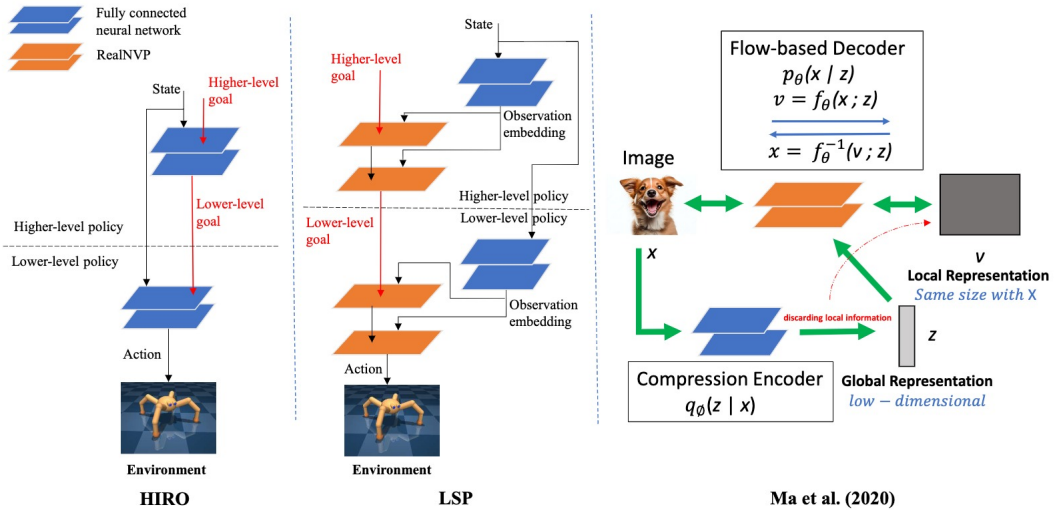 Fully connected
neural network
RealNVP
State
Higher-level
goal
Lower-level
goal
Higher-level policy
Lower-level policy
Action
Environment
HIRO
State
Higher-level
goal
Observation
embedding
Higher-level policy
Lower-level policy
Lower-level
goal
Observation
embedding
Action
Environment
LSP
Flow-based Decoder
pθ(x | z)
v = fθ(x ; z)
x = fθ⁻¹(v ; z)
Image
X
V
Local Representation
Same size with X
discarding local information
Z
Global Representation
low − dimensional
Compression Encoder
qø(z | x)
Ma et al. (2020)